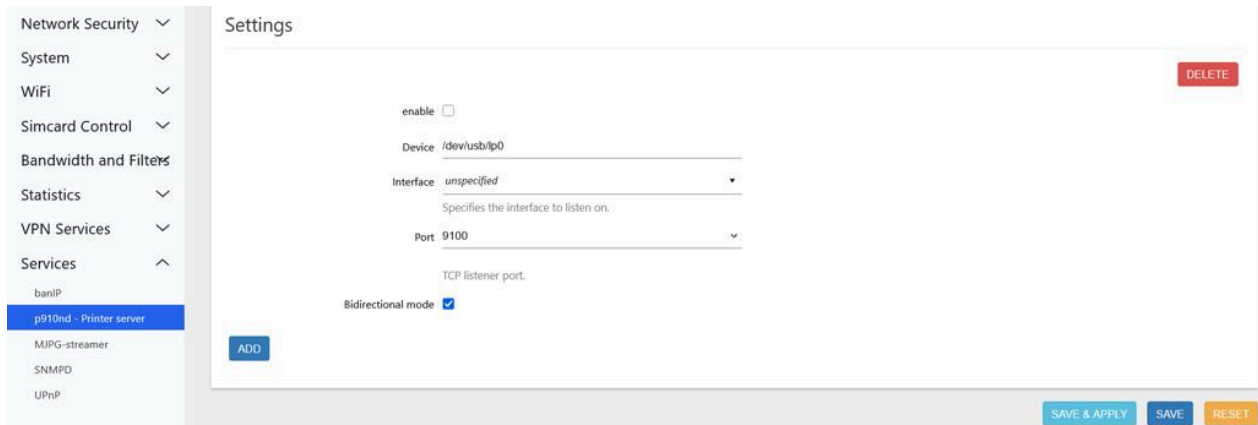 Network Security
System
WiFi
Simcard Control
Bandwidth and Filters
Statistics
VPN Services
Services
banIP
p910nd - Printer server
MJPG-streamer
SNMPD
UPnP
Settings
DELETE
enable
Device /dev/usb/lp0
Interface unspecified
Specifies the interface to listen on.
Port 9100
TCP listener port.
Bidirectional mode
ADD
SAVE & APPLY SAVE RESET